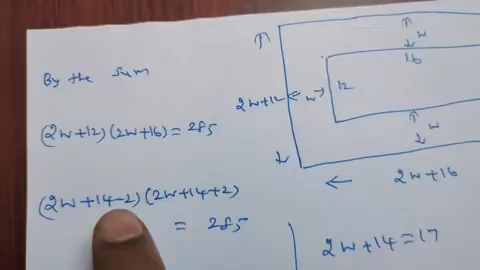 By the sum
(2w+12)(2w+16) = 285
(2w+14-2)(2w+14+2)
= 285
w
16
2w+12
w
12
w
2w+16
2w+14=17